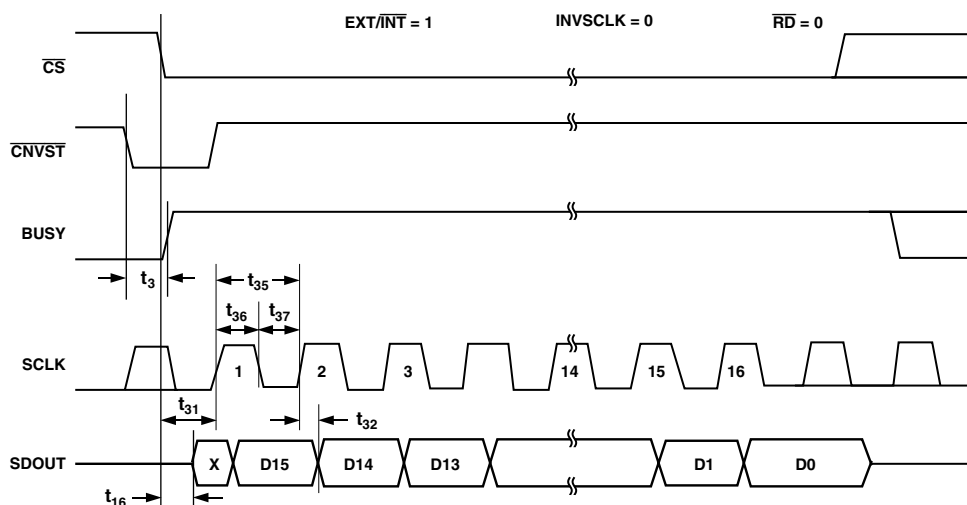 EXT/INT = 1 INVSCLK = 0 RD = 0
CS
CNVST
BUSY
t3
t35
t36 t37
SCLK 1 2 3 14 15 16
t31
t32
SDOUT X D15 D14 D13 D1 D0
t16